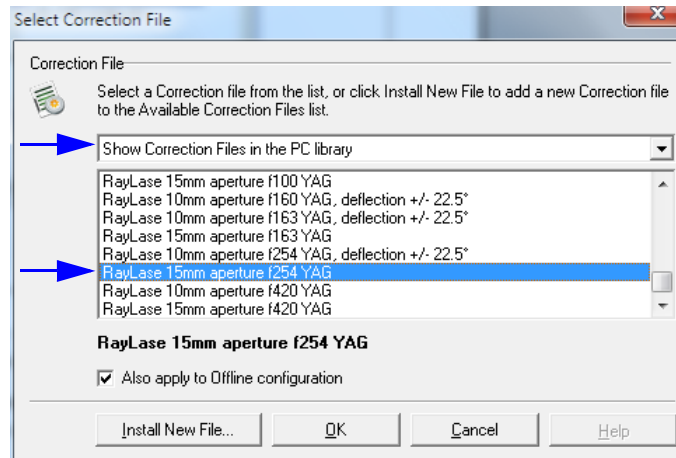 Select Correction File
Correction File
Select a Correction file from the list, or click Install New File to add a new Correction file
to the Available Correction Files list.
Show Correction Files in the PC library
RayLase 15mm aperture f100 YAG
RayLase 10mm aperture f160 YAG, deflection +/- 22.5°
RayLase 10mm aperture f163 YAG, deflection +/- 22.5°
RayLase 15mm aperture f163 YAG
RayLase 10mm aperture f254 YAG, deflection +/- 22.5°
RayLase 15mm aperture f254 YAG
RayLase 10mm aperture f420 YAG
RayLase 15mm aperture f420 YAG
RayLase 15mm aperture f254 YAG
Also apply to Offline configuration
Install New File... OK Cancel Help